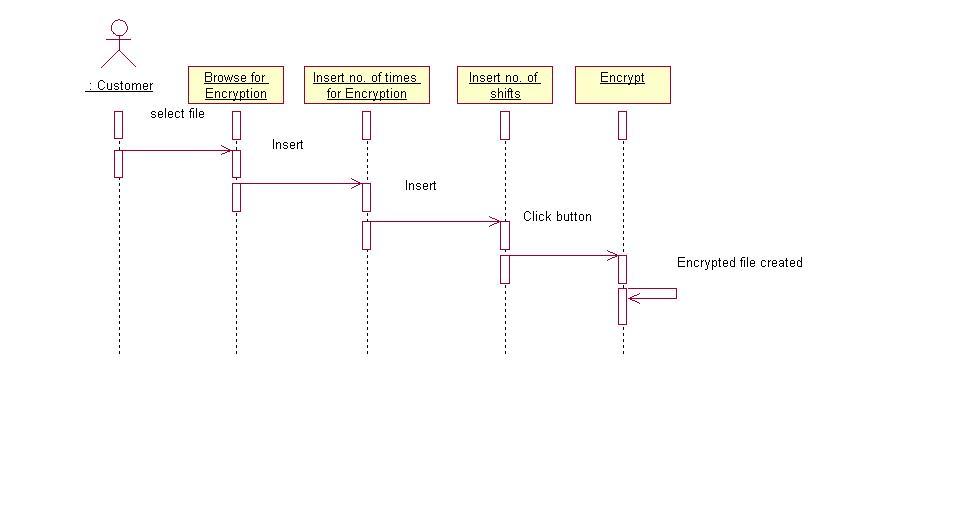 : Customer
Browse for
Encryption
Insert no. of times
for Encryption
Insert no. of
shifts
Encrypt
select file
Insert
Insert
Click button
Encrypted file created